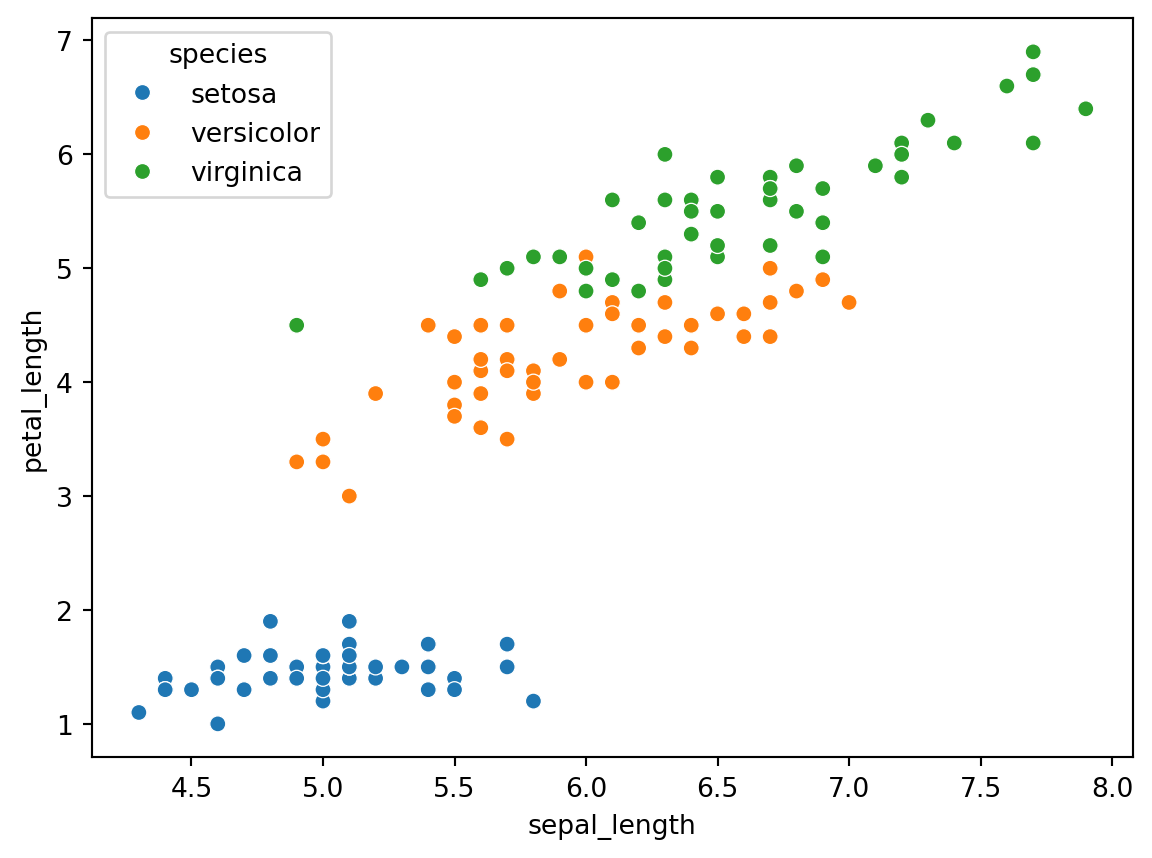 7
6
5
4
3
2
1
petal_length
species
setosa
versicolor
virginica
4.5 5.0 5.5 6.0 6.5 7.0 7.5 8.0
sepal_length